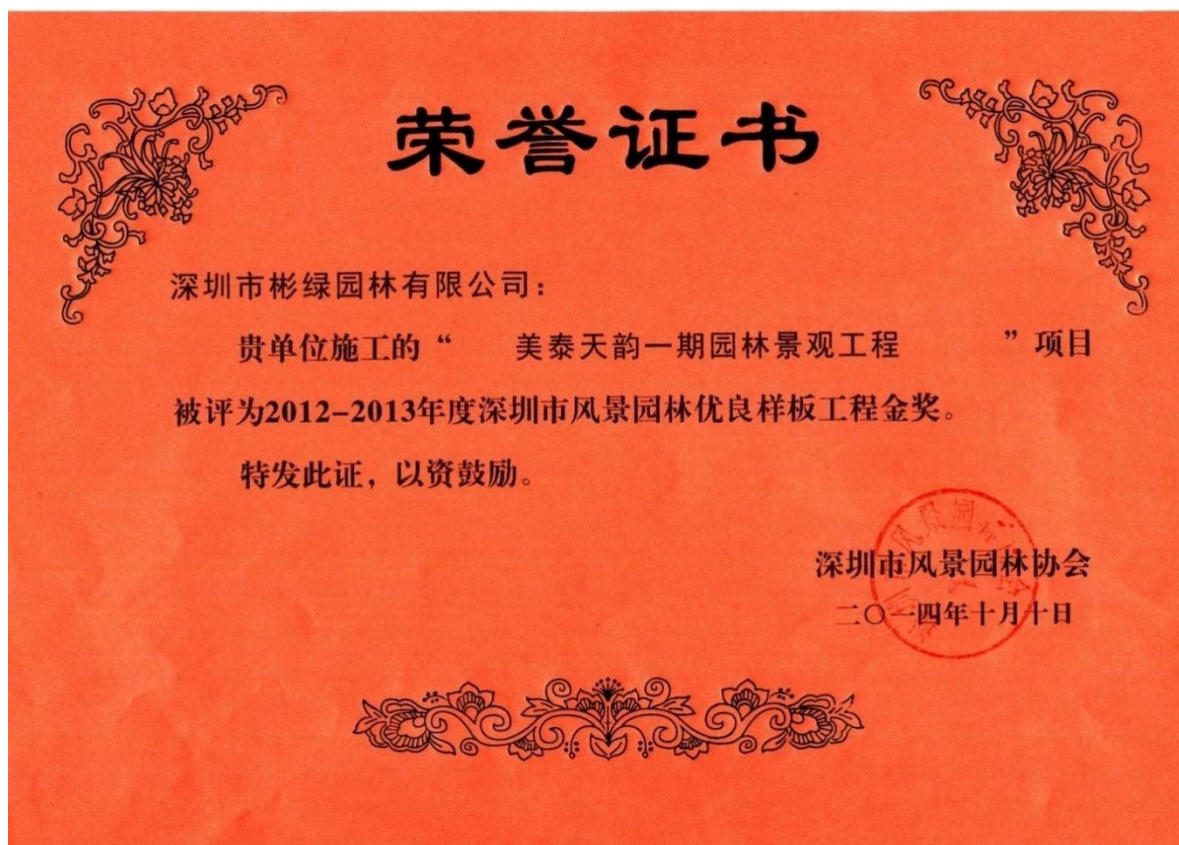 荣誉证书
深圳市彬绿园林有限公司：
贵单位施工的“ 美泰天韵一期园林景观工程 ”项目
被评为2012-2013年度深圳市风景园林优良样板工程金奖。
特发此证，以资鼓励。
深圳市风景园林协会
二〇一四年十月十日